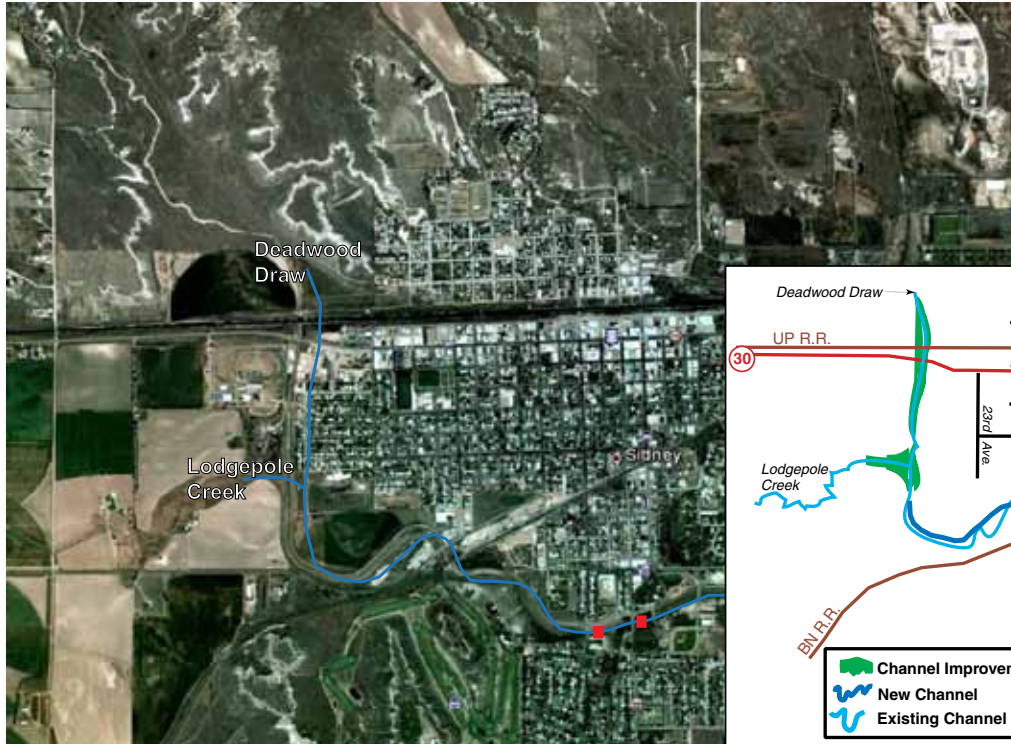 Deadwood
Draw
Lodgepole
Creek
Sidney
Deadwood Draw
UP R.R.
30
23rd
Ave.
Lodgepole
Creek
BN R.R.
Channel Improvem
New Channel
Existing Channel